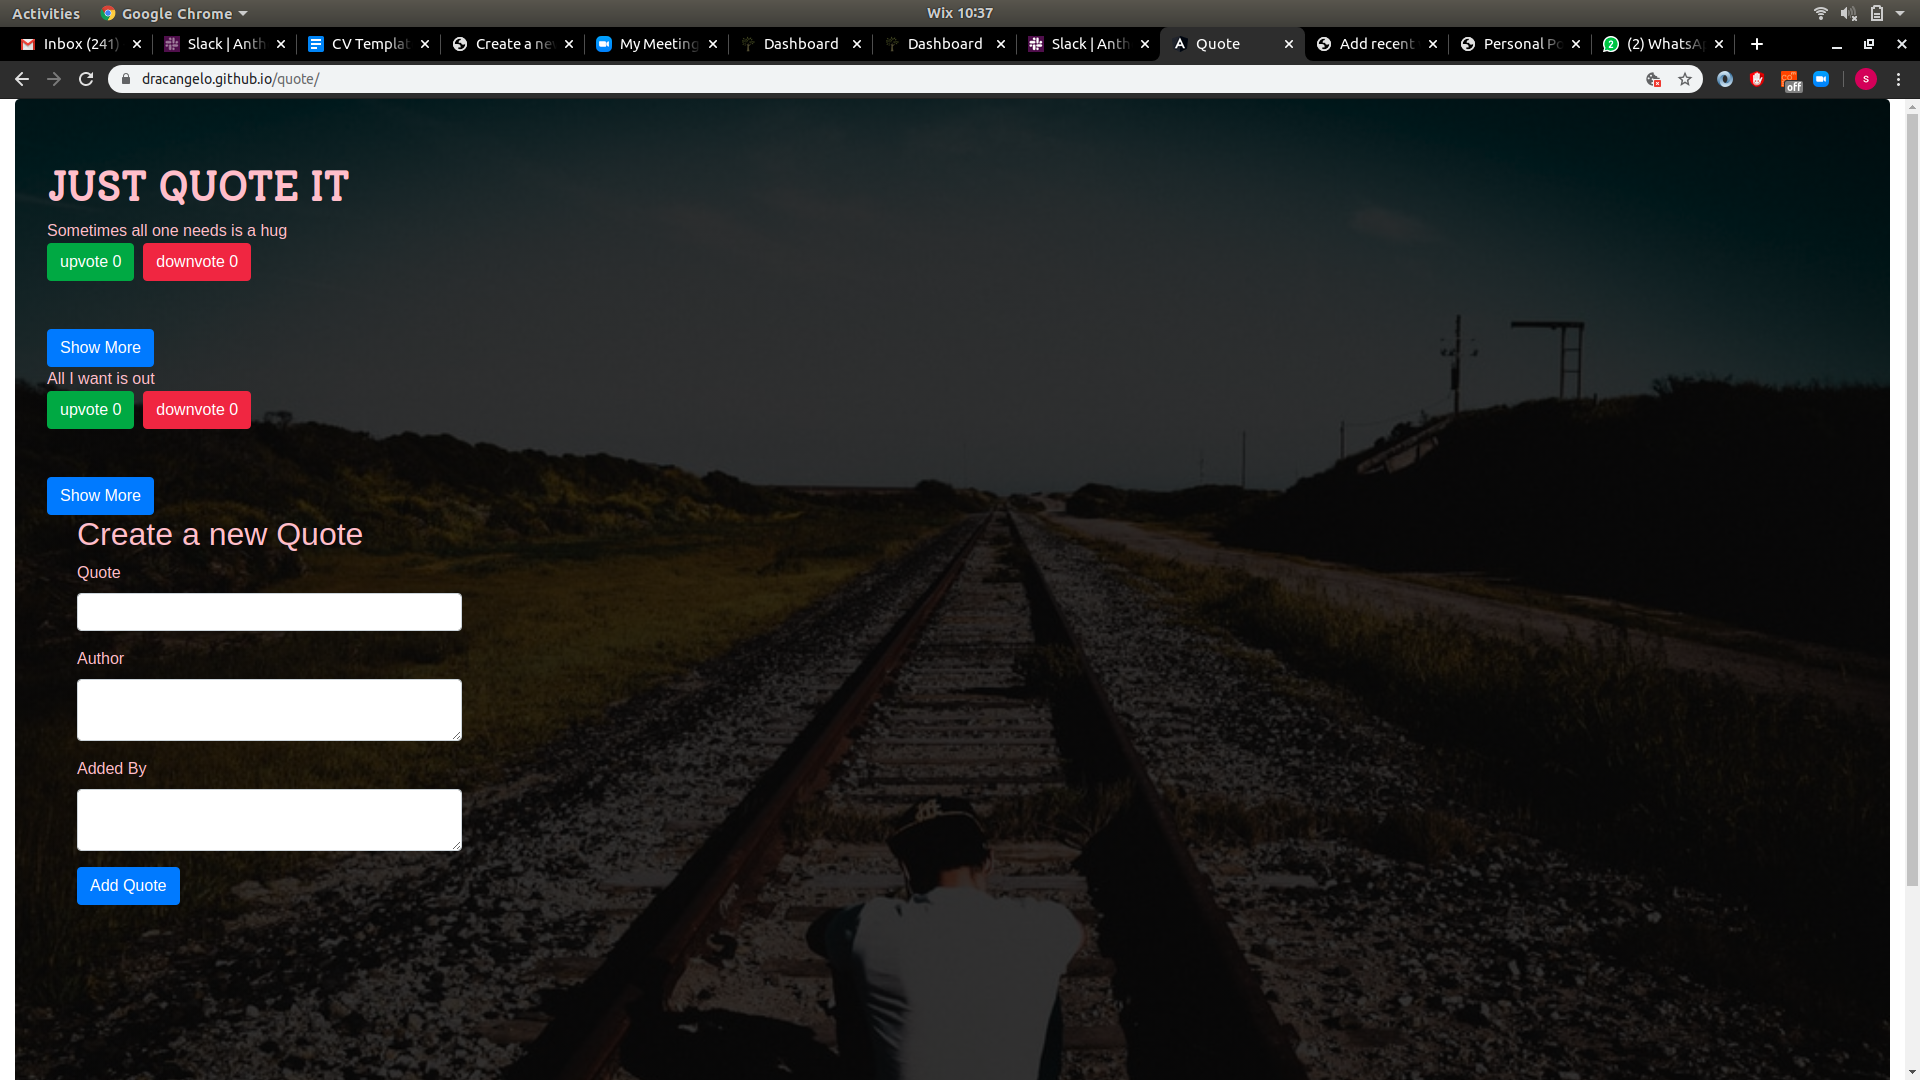 Activities Google Chrome Wix 10:37
Inbox (241) Slack | Anth CV Templat Create a ne My Meeting Dashboard Dashboard Slack | Anth Quote Add recent Personal Po (2) WhatsA
dracangelo.github.io/quote/
off S
JUST QUOTE IT
Sometimes all one needs is a hug
upvote 0 downvote 0
Show More
All I want is out
upvote 0 downvote 0
Show More
Create a new Quote
Quote
Author
Added By
Add Quote